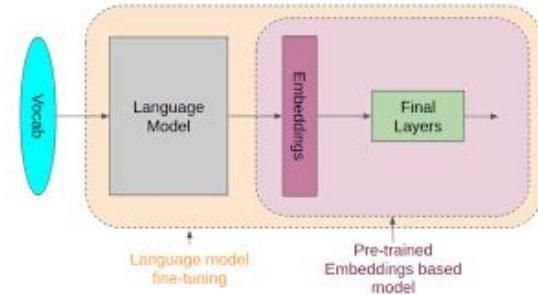 Vocab
Language
Model
Embeddings
Final
Layers
Language model
fine-tuning
Pre-trained
Embeddings based
model